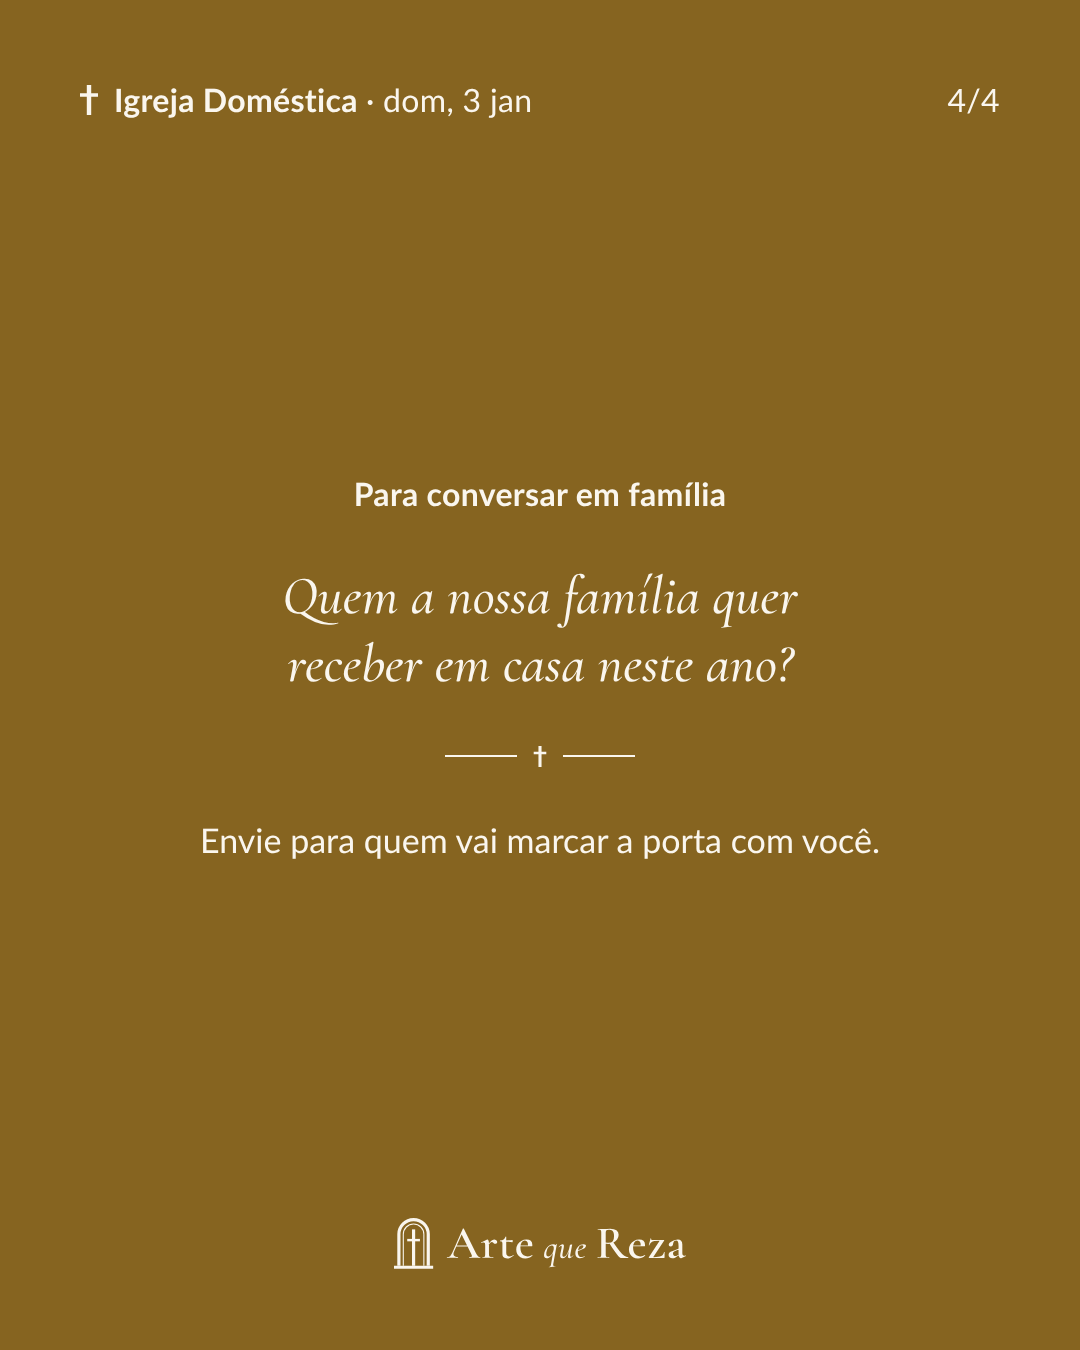 ✝ Igreja Doméstica · dom, 3 jan
4/4
Para conversar em família
Quem a nossa família quer
receber em casa neste ano?
✝
Envie para quem vai marcar a porta com você.
Arte que Reza